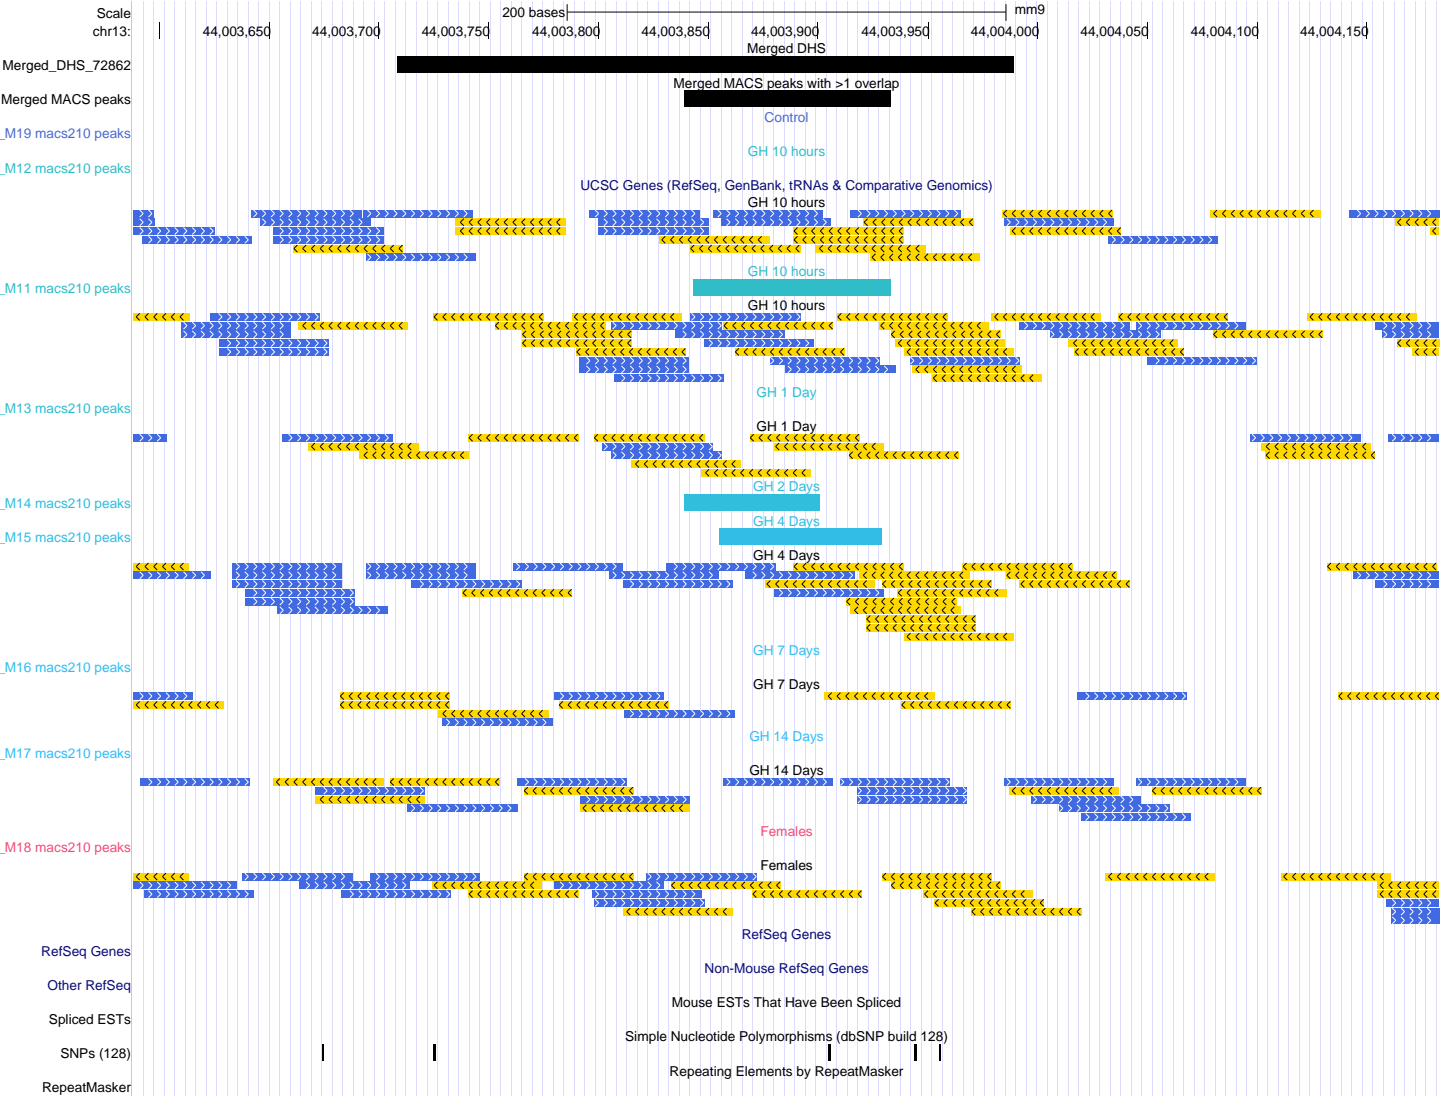 Scale 200 bases mm9
chr13: 44,003,650 44,003,700 44,003,750 44,003,800 44,003,850 44,003,900 44,003,950 44,004,000 44,004,050 44,004,100 44,004,150
Merged DHS
Merged_DHS_72862
Merged MACS peaks with >1 overlap
Merged MACS peaks
Control
_M19 macs210 peaks
GH 10 hours
_M12 macs210 peaks
UCSC Genes (RefSeq, GenBank, tRNAs & Comparative Genomics)
GH 10 hours
GH 10 hours
_M11 macs210 peaks
GH 10 hours
GH 1 Day
_M13 macs210 peaks
GH 1 Day
GH 2 Days
_M14 macs210 peaks
GH 4 Days
_M15 macs210 peaks
GH 4 Days
GH 7 Days
_M16 macs210 peaks
GH 7 Days
GH 14 Days
_M17 macs210 peaks
GH 14 Days
Females
_M18 macs210 peaks
Females
RefSeq Genes
RefSeq Genes
Non-Mouse RefSeq Genes
Other RefSeq
Mouse ESTs That Have Been Spliced
Spliced ESTs
Simple Nucleotide Polymorphisms (dbSNP build 128)
SNPs (128)
Repeating Elements by RepeatMasker
RepeatMasker